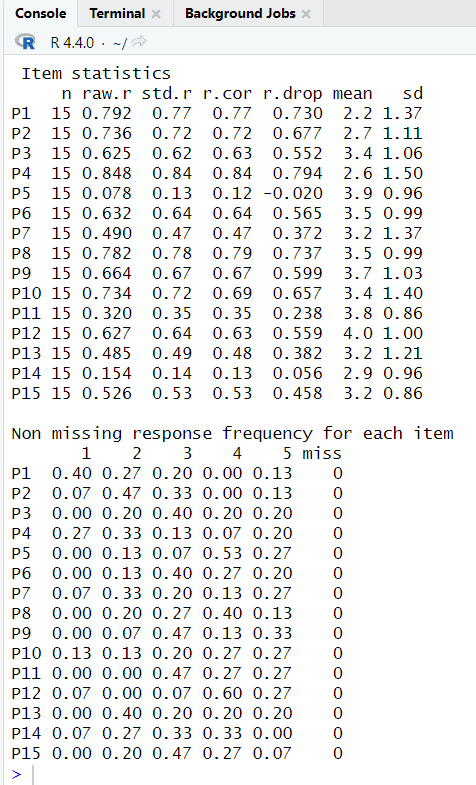 Console Terminal × Background Jobs ×
R R 4.4.0 · ~/
Item statistics
n raw.r std.r r.cor r.drop mean sd
P1 15 0.792 0.77 0.77 0.730 2.2 1.37
P2 15 0.736 0.72 0.72 0.677 2.7 1.11
P3 15 0.625 0.62 0.63 0.552 3.4 1.06
P4 15 0.848 0.84 0.84 0.794 2.6 1.50
P5 15 0.078 0.13 0.12 -0.020 3.9 0.96
P6 15 0.632 0.64 0.64 0.565 3.5 0.99
P7 15 0.490 0.47 0.47 0.372 3.2 1.37
P8 15 0.782 0.78 0.79 0.737 3.5 0.99
P9 15 0.664 0.67 0.67 0.599 3.7 1.03
P10 15 0.734 0.72 0.69 0.657 3.4 1.40
P11 15 0.320 0.35 0.35 0.238 3.8 0.86
P12 15 0.627 0.64 0.63 0.559 4.0 1.00
P13 15 0.485 0.49 0.48 0.382 3.2 1.21
P14 15 0.154 0.14 0.13 0.056 2.9 0.96
P15 15 0.526 0.53 0.53 0.458 3.2 0.86
Non missing response frequency for each item
1 2 3 4 5 miss
P1 0.40 0.27 0.20 0.00 0.13 0
P2 0.07 0.47 0.33 0.00 0.13 0
P3 0.00 0.20 0.40 0.20 0.20 0
P4 0.27 0.33 0.13 0.07 0.20 0
P5 0.00 0.13 0.07 0.53 0.27 0
P6 0.00 0.13 0.40 0.27 0.20 0
P7 0.07 0.33 0.20 0.13 0.27 0
P8 0.00 0.20 0.27 0.40 0.13 0
P9 0.00 0.07 0.47 0.13 0.33 0
P10 0.13 0.13 0.20 0.27 0.27 0
P11 0.00 0.00 0.47 0.27 0.27 0
P12 0.07 0.00 0.07 0.60 0.27 0
P13 0.00 0.40 0.20 0.20 0.20 0
P14 0.07 0.27 0.33 0.33 0.00 0
P15 0.00 0.20 0.47 0.27 0.07 0
>